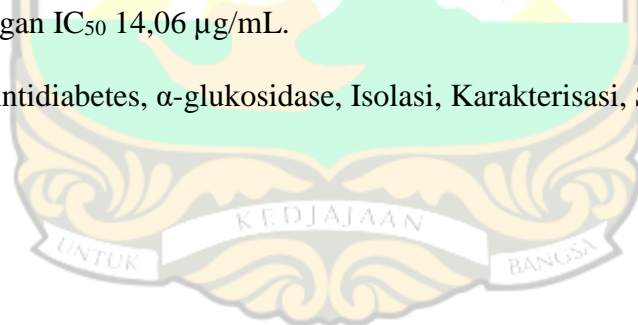 gan IC₅₀ 14,06 µg/mL.
ntidiabetes, α-glukosidase, Isolasi, Karakterisasi,
KEDJAJAAN
UNTUK BANGSA